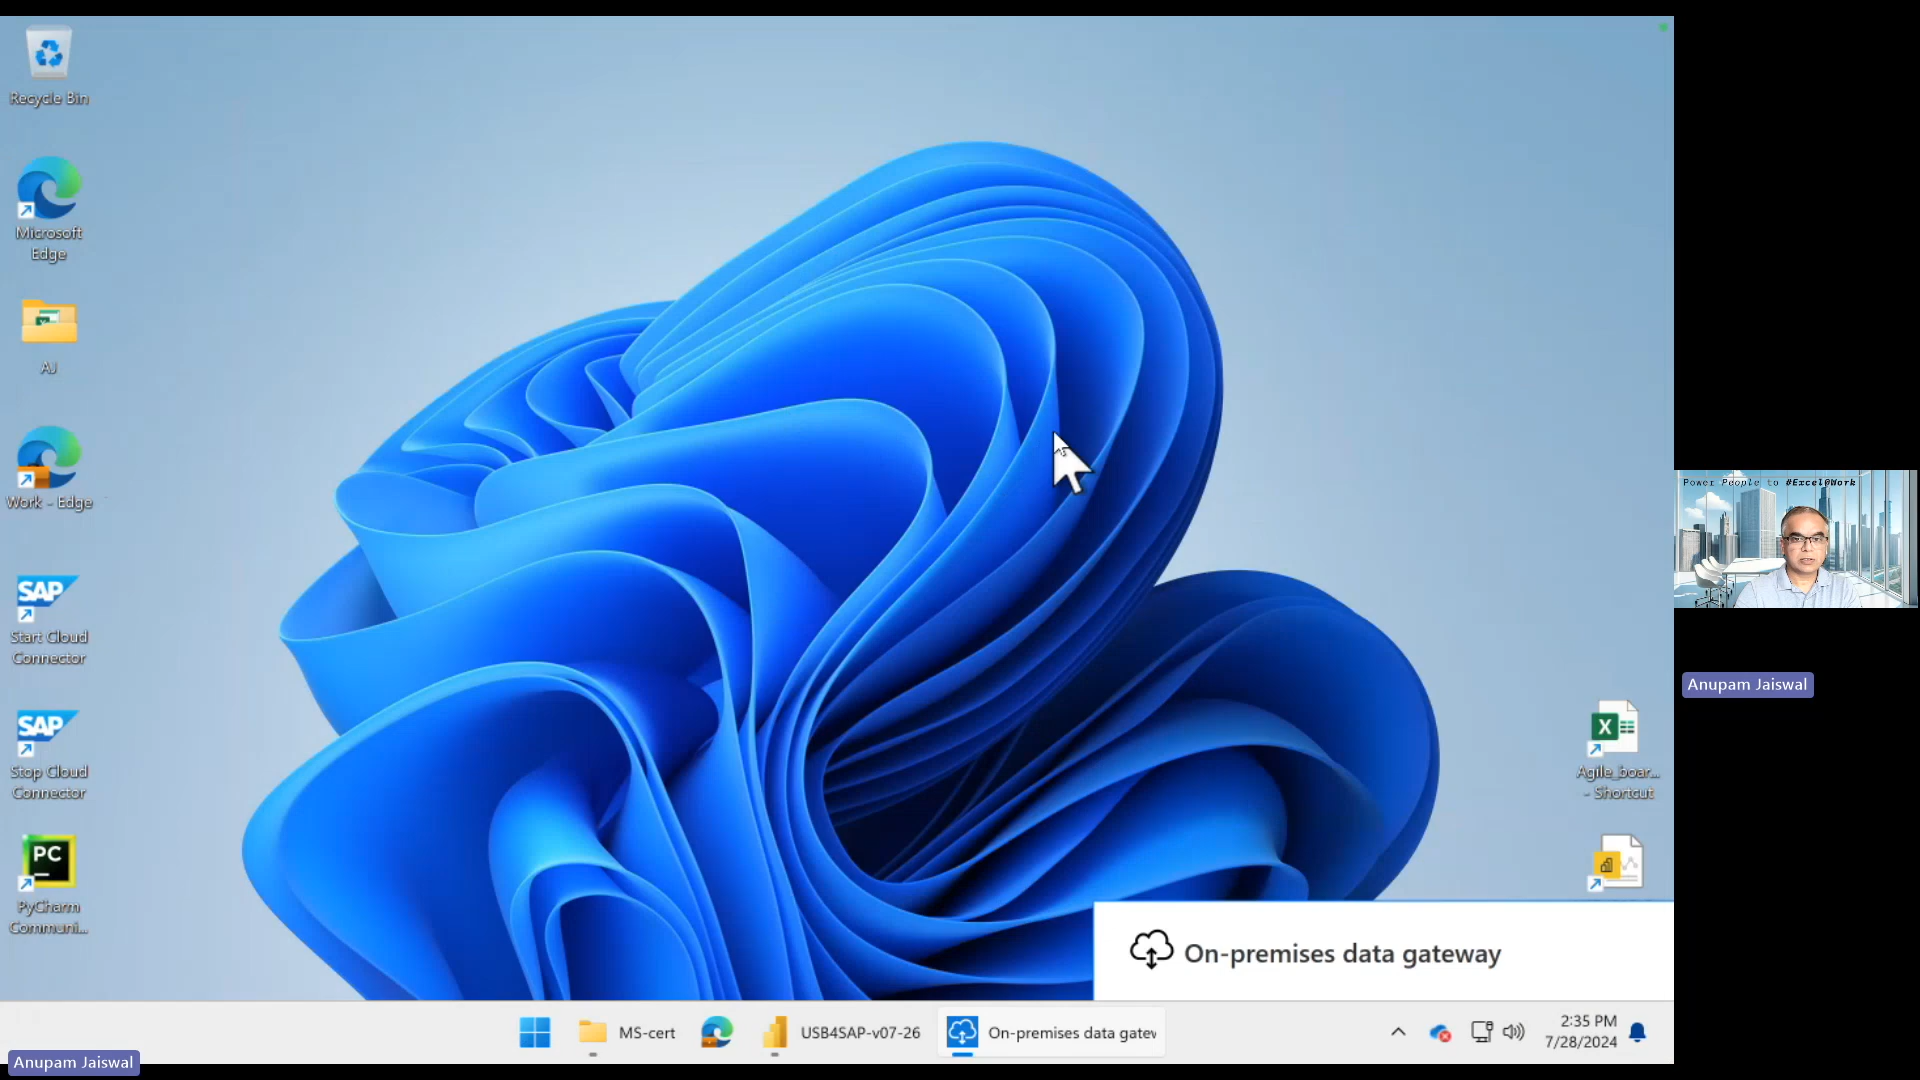 Recycle Bin
Microsoft
Edge
AJ
Work - Edge
SAP
Start Cloud
Connector
SAP
Stop Cloud
Connector
PC
PyCharm
Communi...
Power People to #Excel@Work
Anupam Jaiswal
X
Agile_boar...
- Shortcut
On-premises data gateway
MS-cert
USB4SAP-v07-26
On-premises data gatew
2:35 PM
7/28/2024
Anupam Jaiswal